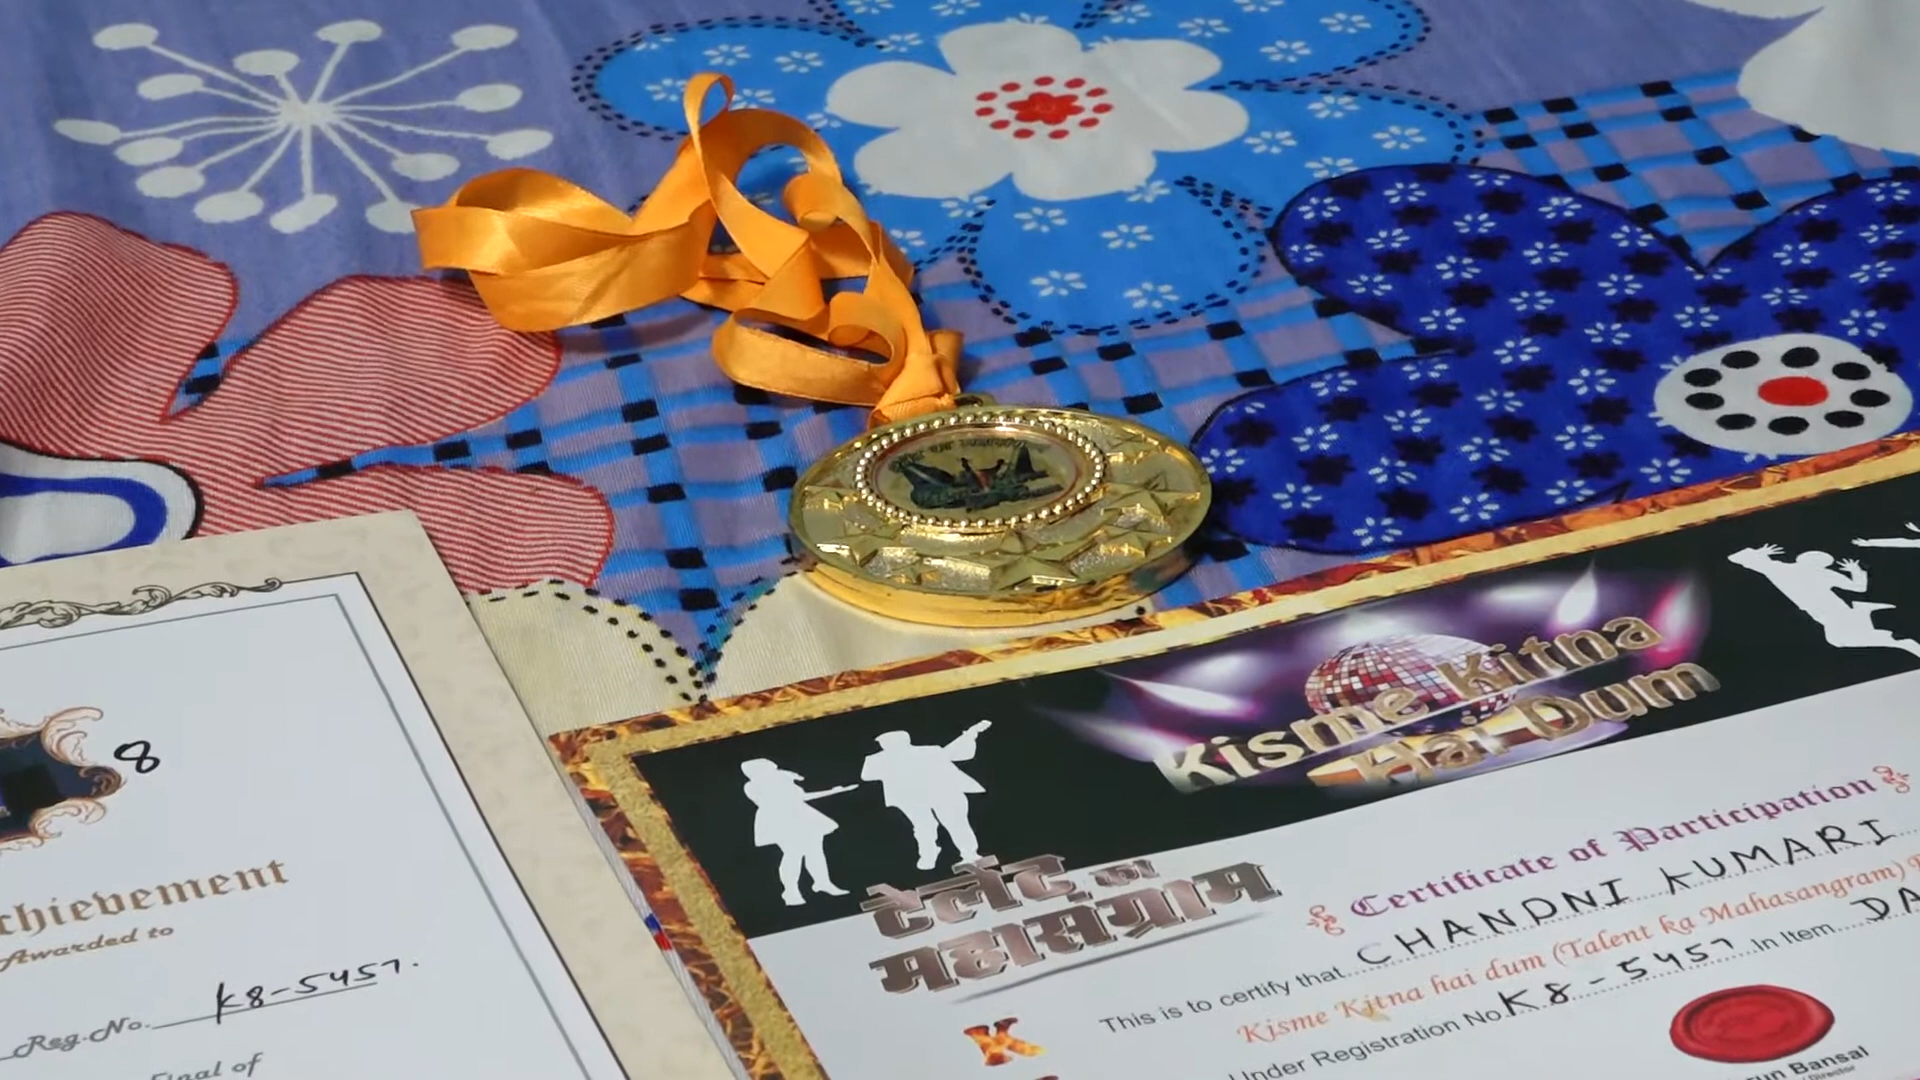 8
chievement
Awarded to
Reg.No. K8-5457.
Final of
Kisme Kitna
Hai Dum
टेलेंट का
महासंग्राम
Certificate of Participation
This is to certify that CHANDNI KUMARI
Kisme Kitna hai dum (Talent ka Mahasangram)
Under Registration No. K8-5457 In Item DA
K
Bansal
Director